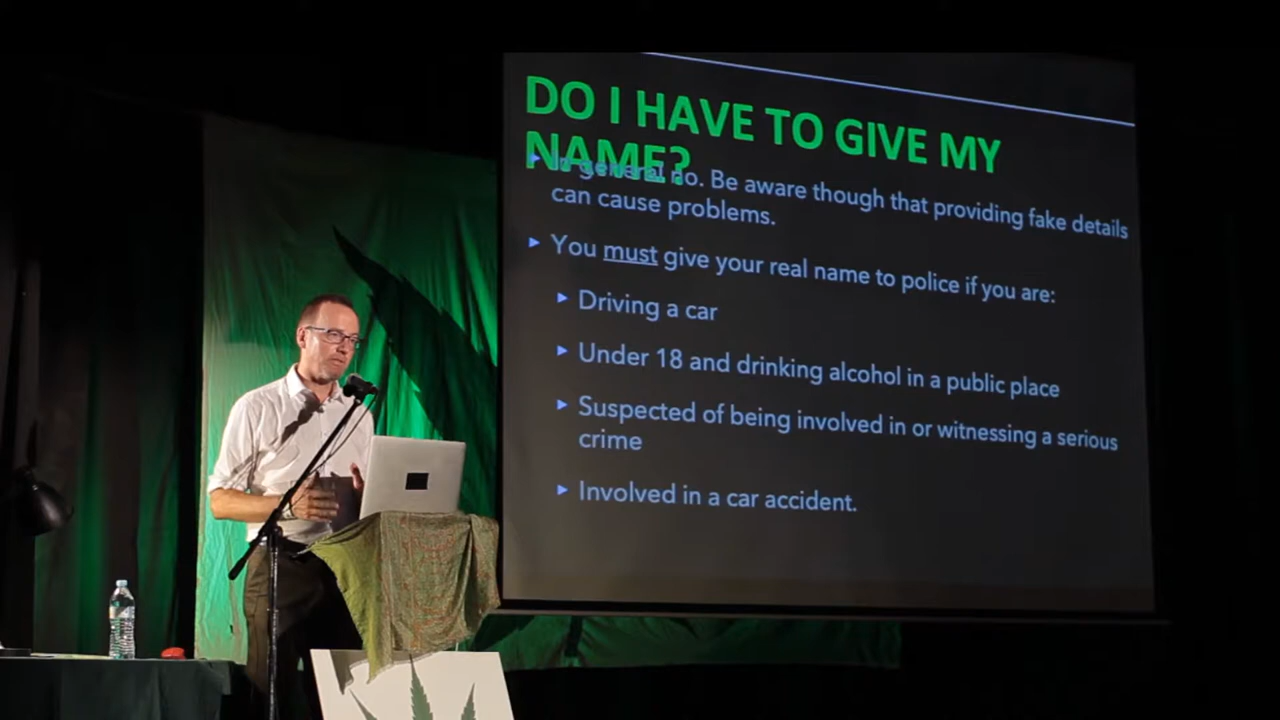 DO I HAVE TO GIVE MY
NAME?
In general no. Be aware though that providing fake details
can cause problems.
You must give your real name to police if you are:
Driving a car
Under 18 and drinking alcohol in a public place
Suspected of being involved in or witnessing a serious
crime
Involved in a car accident.